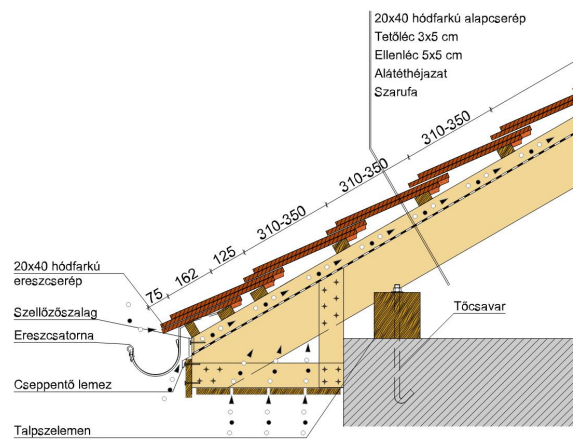 20x40 hódfarkú alapcserép
Tetőléc 3x5 cm
Ellenléc 5x5 cm
Alátéthéjazat
Szarufa
310-350
310-350
310-350
125
162
75
20x40 hódfarkú
ereszcserép
Szellőzőszalag
Ereszcsatorna
Cseppentő lemez
Talpszelemen
Tőcsavar